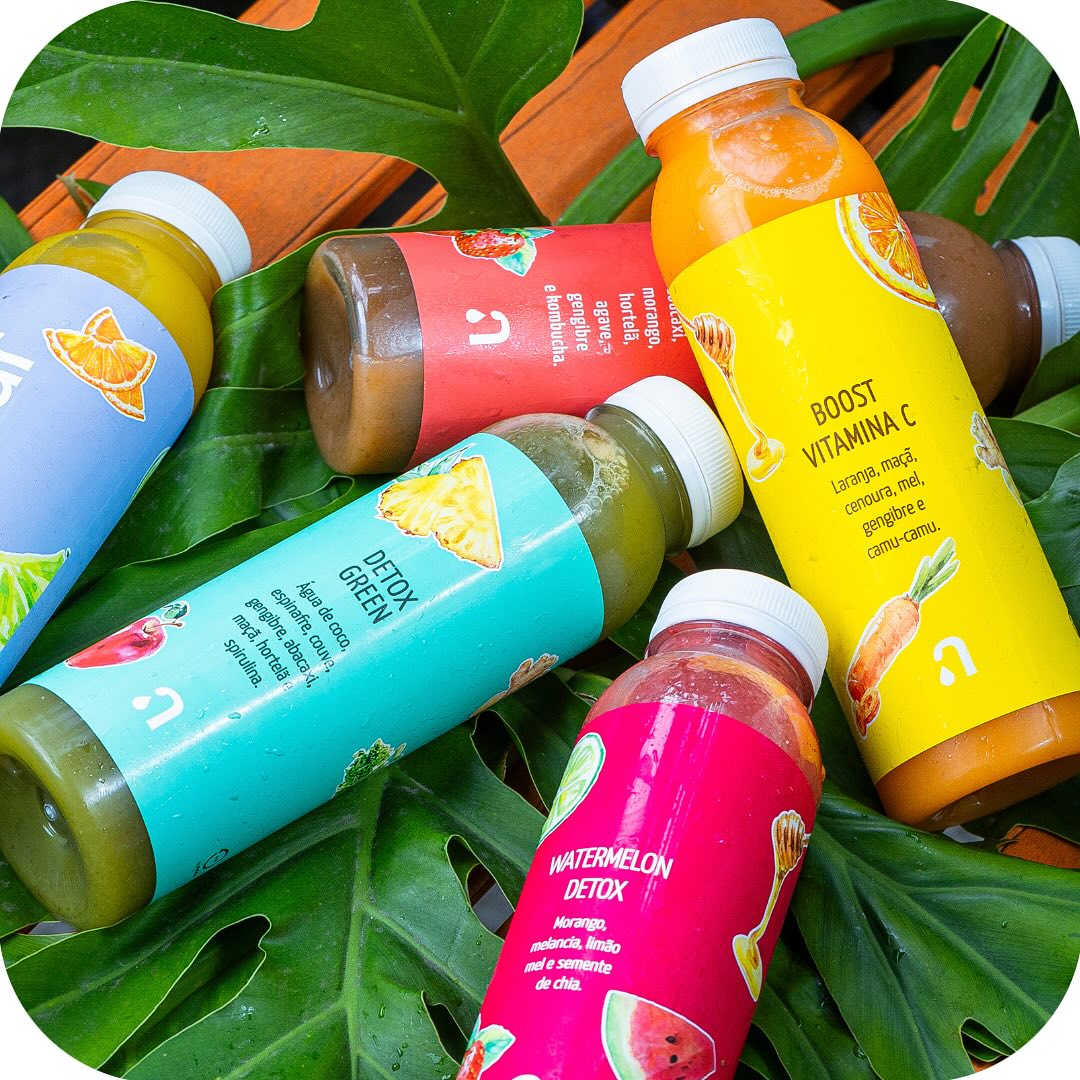 morango,
hortelã
agave,
gengibre
e kombucha.
BOOST
VITAMINA C
Laranja, maçã,
cenoura, mel,
gengibre e
camu-camu.
DETOX
GREEN
Água de coco,
espinafre, couve,
gengibre, abacaxi,
maçã, hortelã e
spirulina.
WATERMELON
DETOX
Morango,
melancia, limão
mel e semente
de chia.